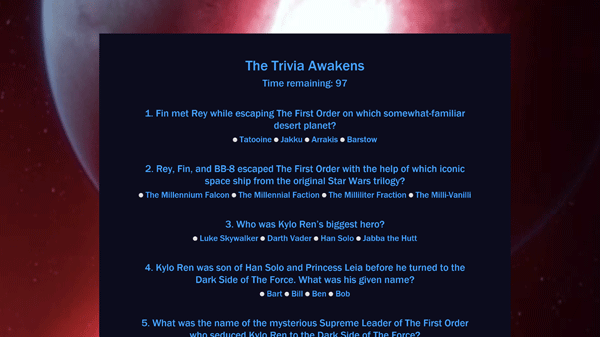 The Trivia Awakens
Time remaining: 97
1. Fin met Rey while escaping The First Order on which somewhat-familiar
desert planet?
Tatooine Jakku Arrakis Barstow
2. Rey, Fin, and BB-8 escaped The First Order with the help of which iconic
space ship from the original Star Wars trilogy?
The Millennium Falcon The Millennial Faction The Milliliter Fraction The Milli-Vanilli
3. Who was Kylo Ren's biggest hero?
Luke Skywalker Darth Vader Han Solo Jabba the Hutt
4. Kylo Ren was son of Han Solo and Princess Leia before he turned to the
Dark Side of The Force. What was his given name?
Bart Bill Ben Bob
5. What was the name of the mysterious Supreme Leader of The First Order
who seduced Kylo Ren to the Dark Side of The Force?